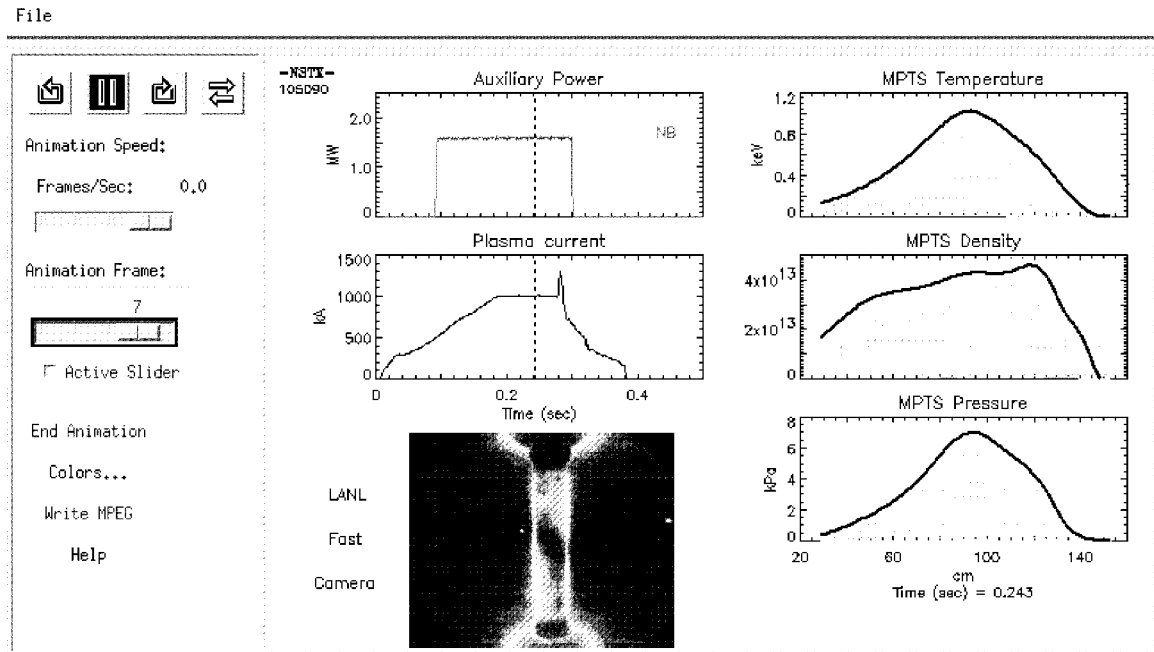 File
Animation Speed:
Frames/Sec: 0.0
Animation Frame:
7
Active Slider
End Animation
Colors...
Write MPEG
Help
-NSTX-
106090
Auxiliary Power
2.0
1.0
0
MW
NB
Plasma current
1500
1000
500
0
kA
0 0.2 0.4
Time (sec)
LANL
Fast
Camera
MPTS Temperature
1.2
0.8
0.4
0
keV
MPTS Density
4x10^13
2x10^13
0
MPTS Pressure
8
6
4
2
0
kPa
20 60 100 140
cm
Time (sec) = 0.243